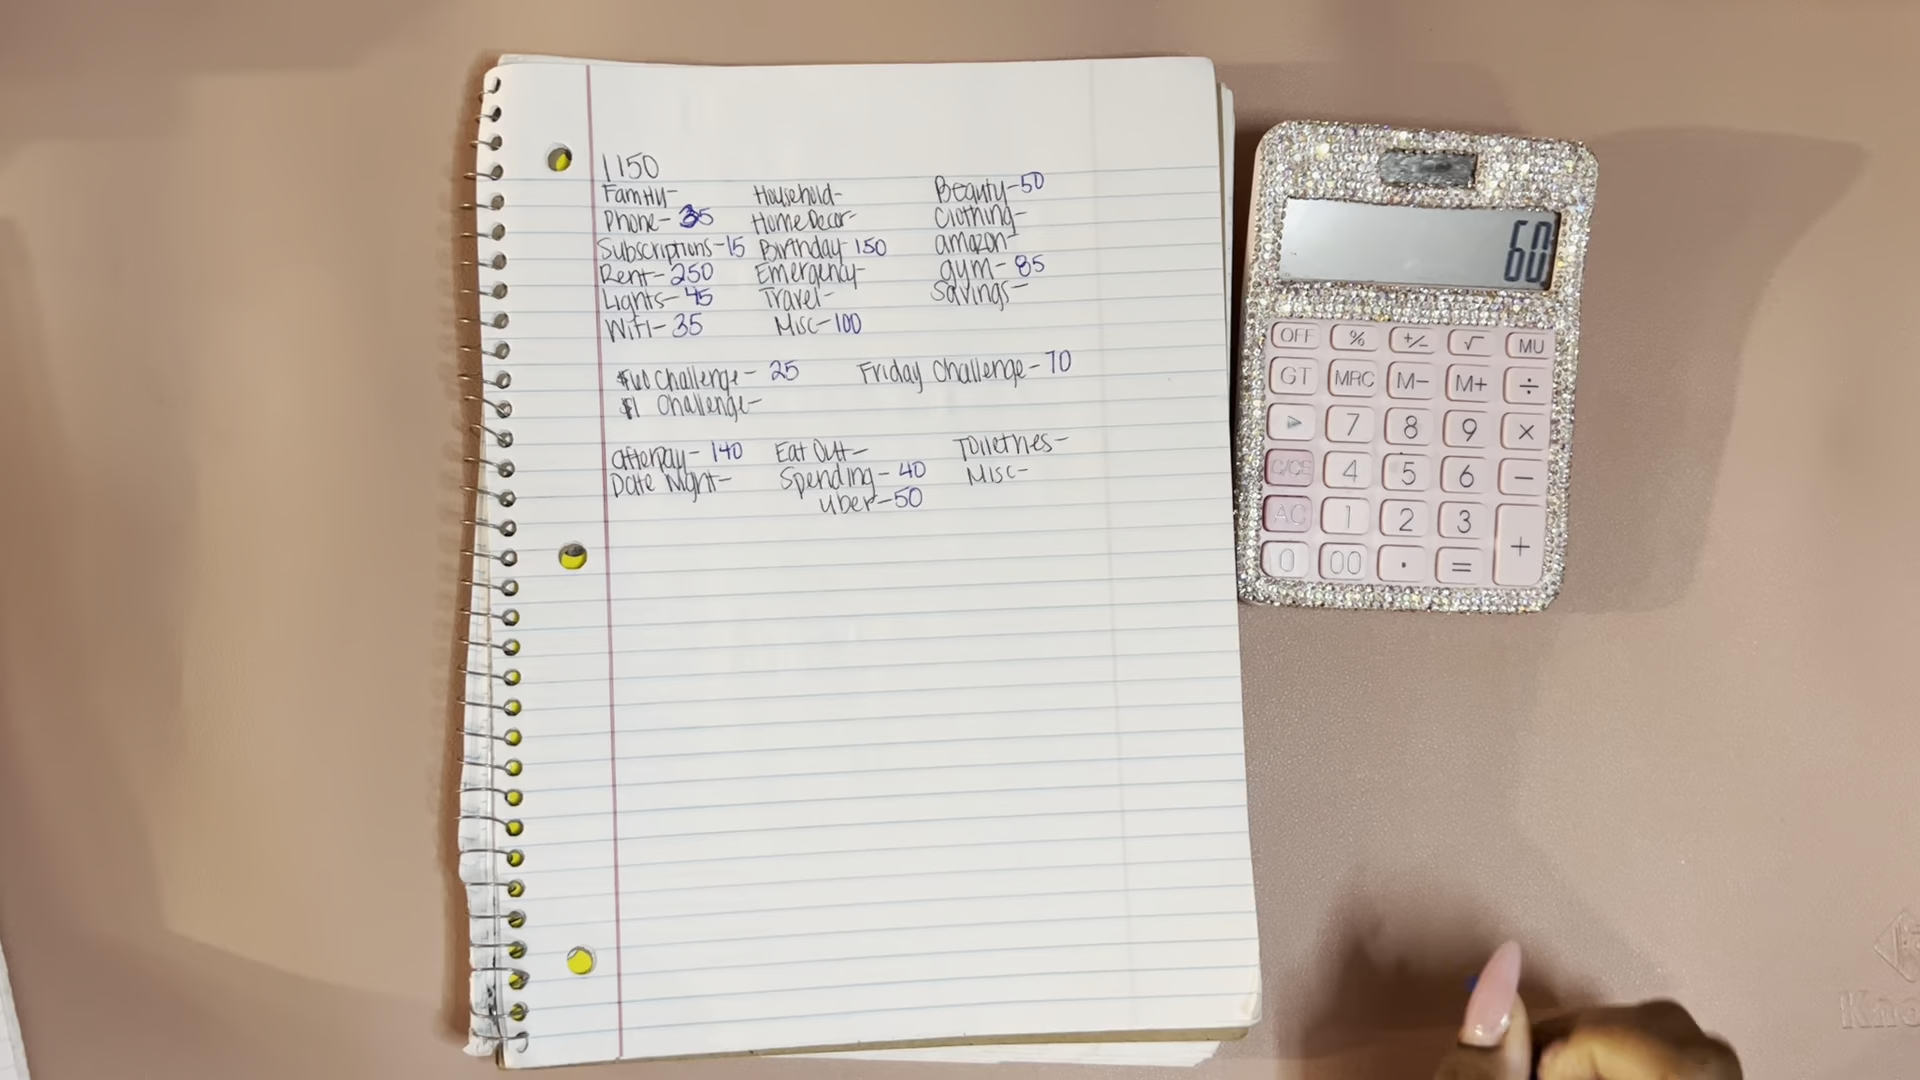 1150
Family- Household- Beauty-50
Phone-35 Home Decor- Clothing-
Subscriptions-15 Birthday-150 amazon-
Rent-250 Emergency- gym-85
Lights-45 Travel- Savings-
Wifi-35 Misc-100
Challenge-25 Friday Challenge-70
$1 Challenge-
afterpay-140 Eat Out- Toiletries-
Date Night- Spending-40 Misc-
uber-50
60
OFF % +/- √ MU
GT MRC M- M+ ÷
▶ 7 8 9 ×
C/CE 4 5 6 −
AC 1 2 3 +
0 00 . =